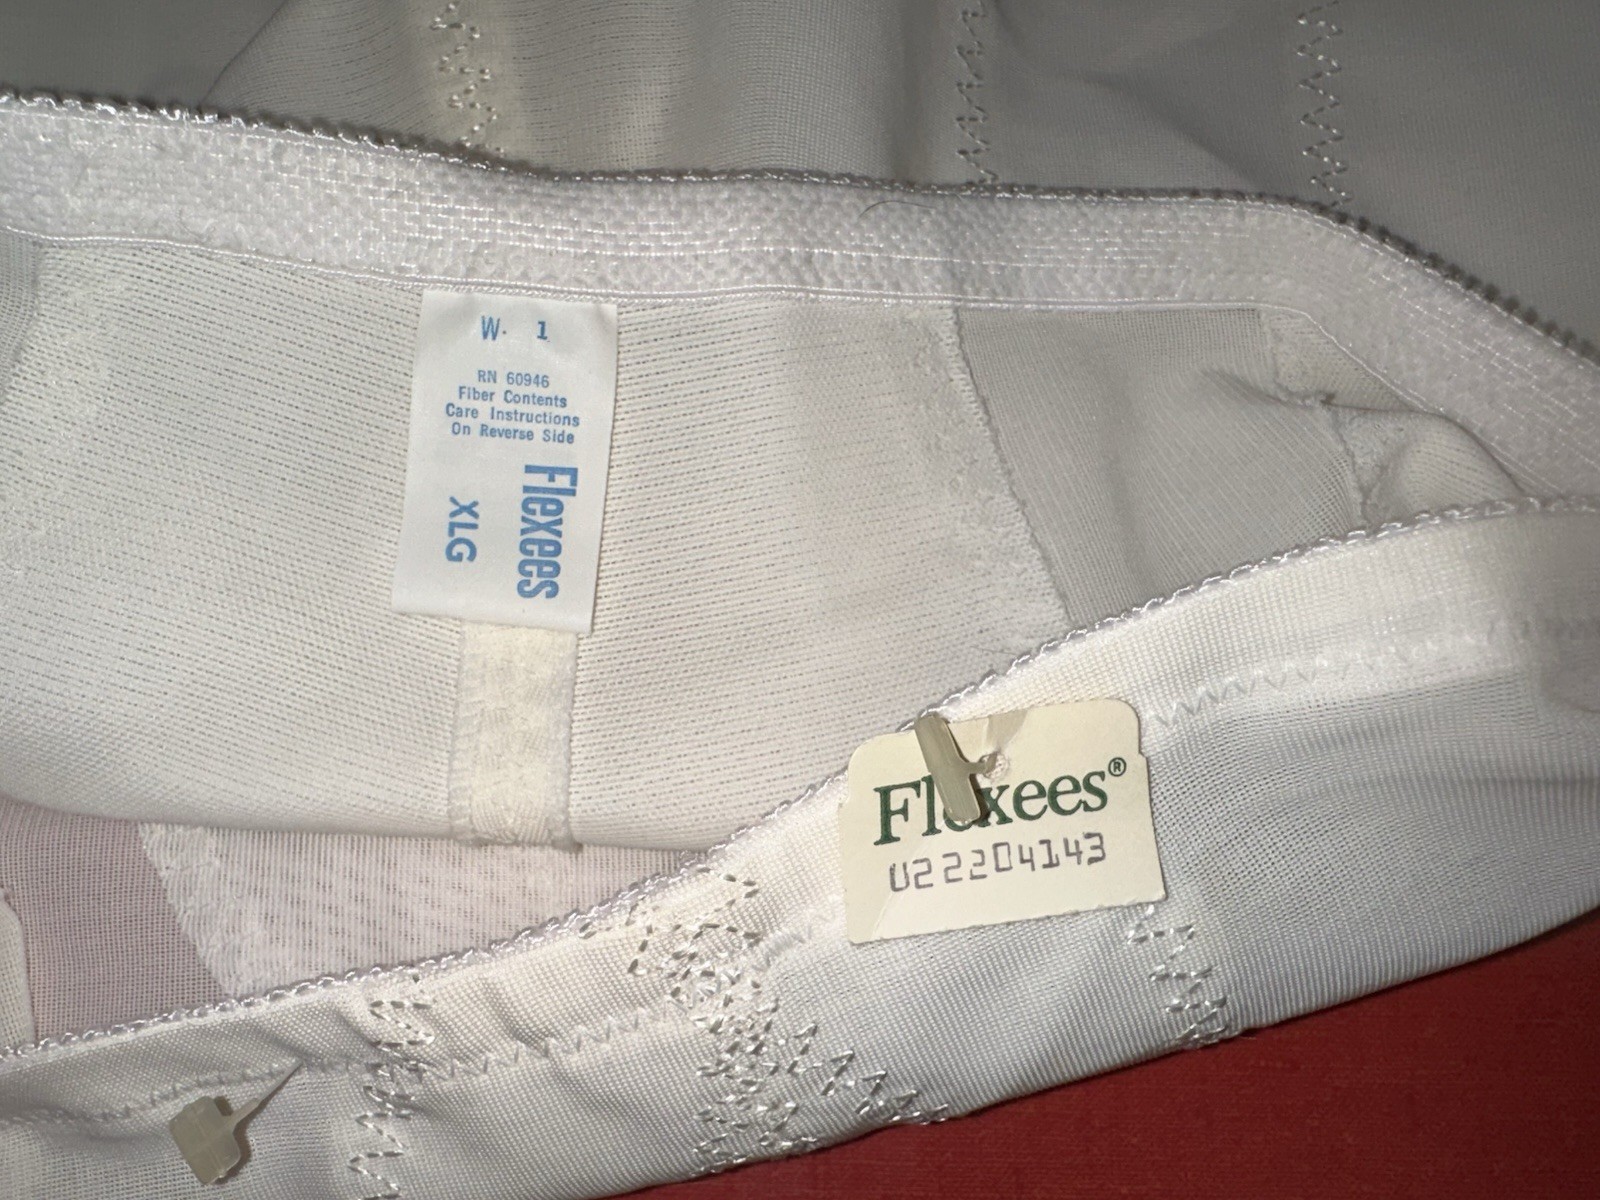 W. 1
RN 60946
Fiber Contents
Care Instructions
On Reverse Side
Flexees
XLG
Flexees®
U22204143